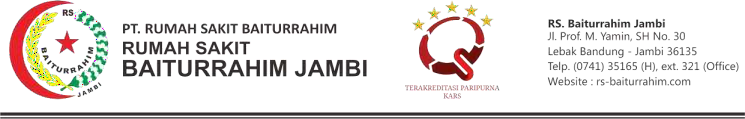 RS.
BAITURRAHIM
JAMBI
PT. RUMAH SAKIT BAITURRAHIM
RUMAH SAKIT
BAITURRAHIM JAMBI
TERAKREDITASI PARIPURNA
KARS
RS. Baiturrahim Jambi
Jl. Prof. M. Yamin, SH No. 30
Lebak Bandung - Jambi 36135
Telp. (0741) 35165 (H), ext. 321 (Office)
Website : rs-baiturrahim.com